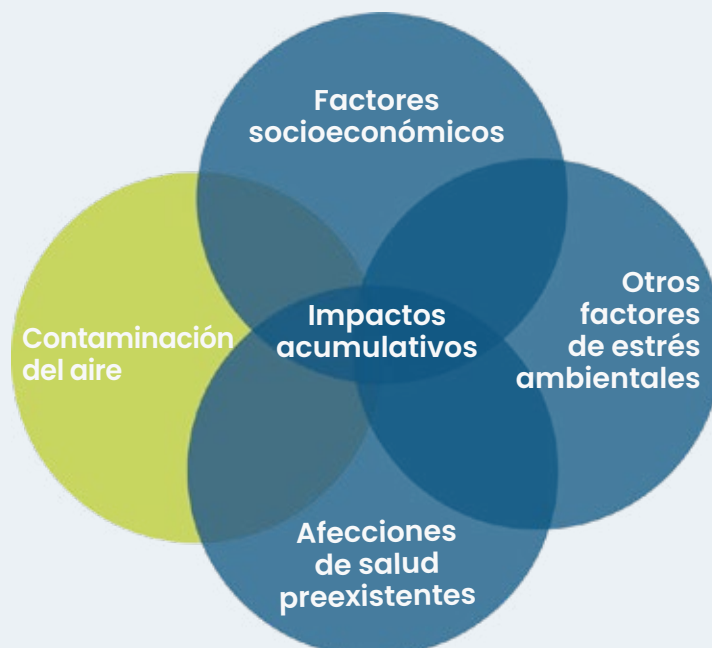 Factores
socioeconómicos
Contaminación
del aire
Impactos
acumulativos
Otros
factores
de estrés
ambientales
Afecciones
de salud
preexistentes